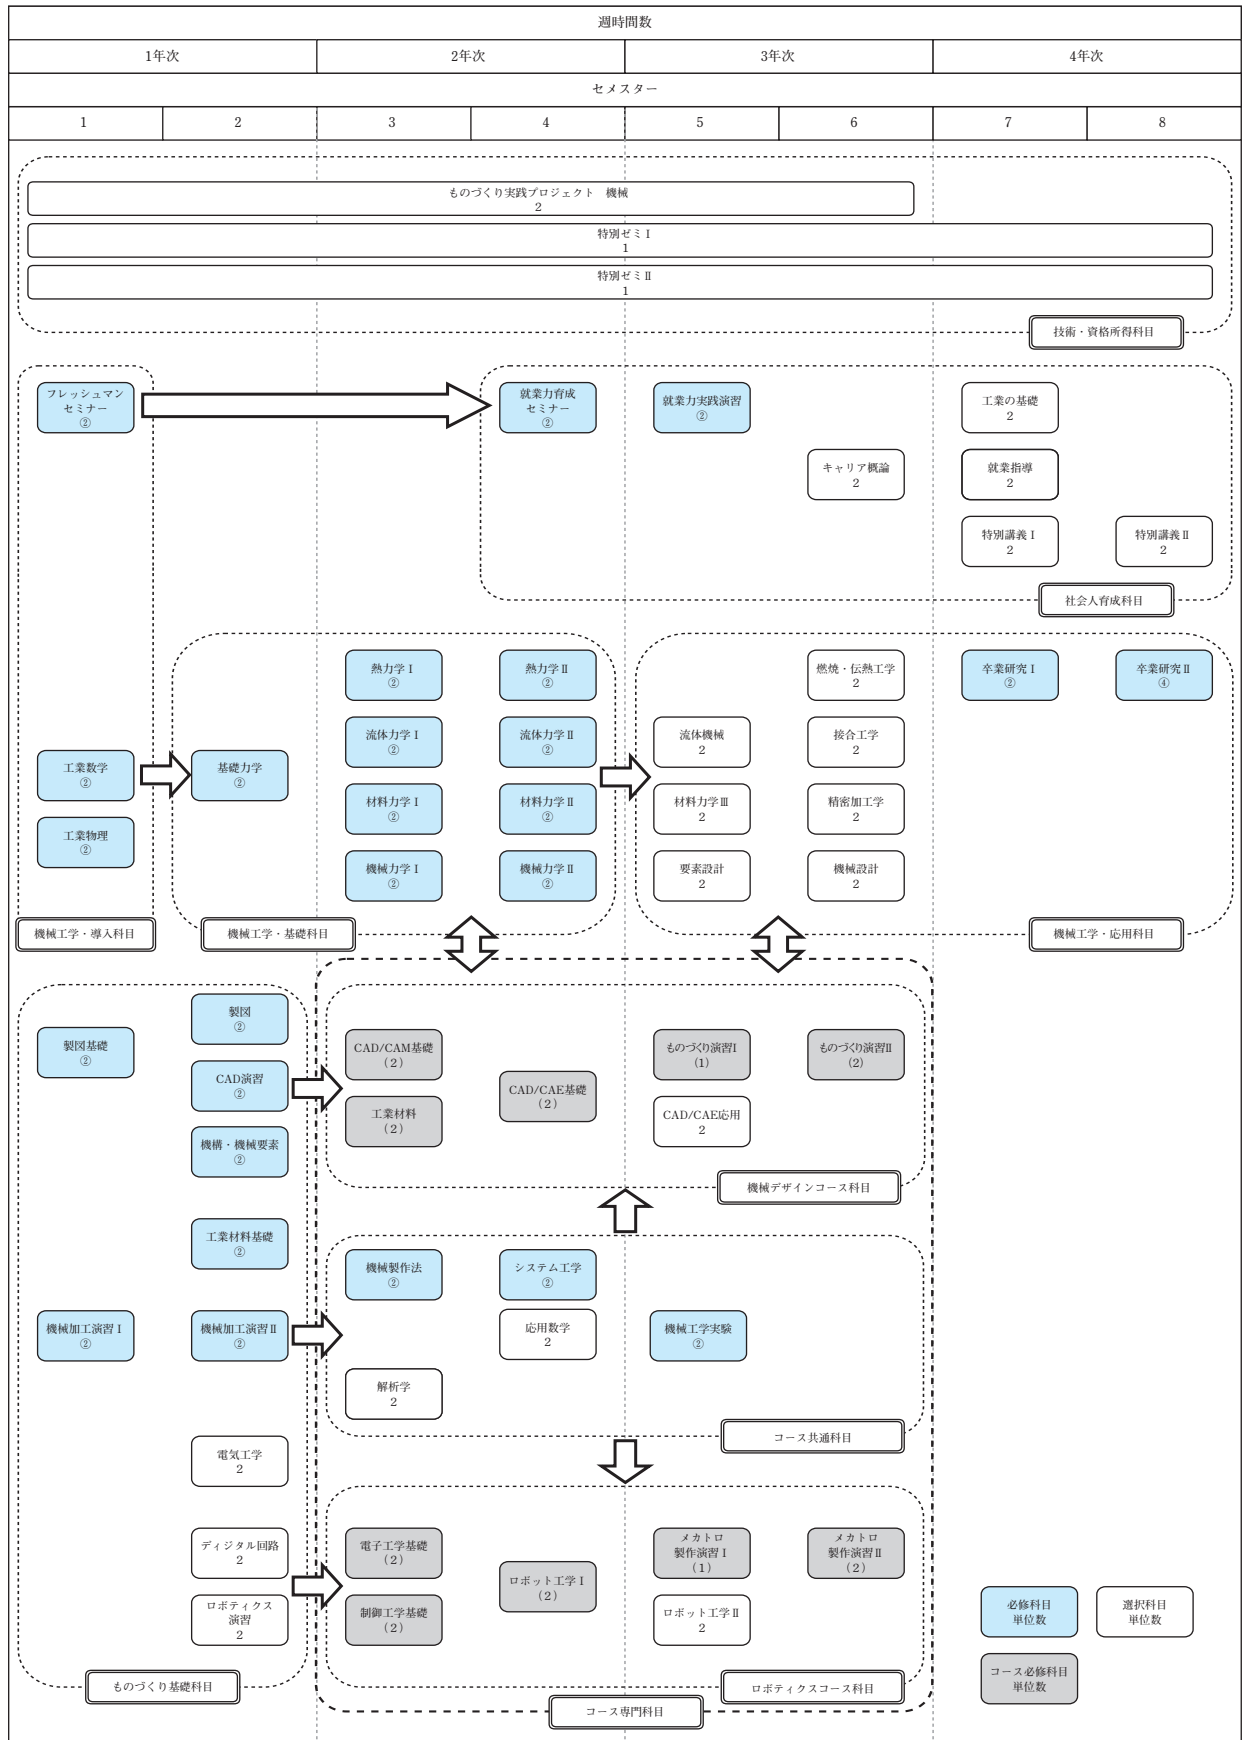 週時間数
1年次
2年次
3年次
4年次
セメスター
1
2
3
4
5
6
7
8
ものづくり実践プロジェクト　機械
2
特別ゼミⅠ
1
特別ゼミⅡ
1
技術・資格所得科目
フレッシュマン
セミナー
②
就業力育成
セミナー
②
就業力実践演習
②
工業の基礎
2
キャリア概論
2
就業指導
2
特別講義Ⅰ
2
特別講義Ⅱ
2
社会人育成科目
熱力学Ⅰ
②
熱力学Ⅱ
②
燃焼・伝熱工学
2
卒業研究Ⅰ
②
卒業研究Ⅱ
④
流体力学Ⅰ
②
流体力学Ⅱ
②
流体機械
2
接合工学
2
工業数学
②
基礎力学
②
材料力学Ⅰ
②
材料力学Ⅱ
②
材料力学Ⅲ
2
精密加工学
2
工業物理
②
機械力学Ⅰ
②
機械力学Ⅱ
②
要素設計
2
機械設計
2
機械工学・導入科目
機械工学・基礎科目
機械工学・応用科目
製図
②
製図基礎
②
CAD/CAM基礎
(2)
ものづくり演習Ⅰ
(1)
ものづくり演習Ⅱ
(2)
CAD演習
②
CAD/CAE基礎
(2)
工業材料
(2)
CAD/CAE応用
2
機構・機械要素
②
機械デザインコース科目
工業材料基礎
②
機械製作法
②
システム工学
②
機械加工演習Ⅰ
②
機械加工演習Ⅱ
②
応用数学
2
機械工学実験
②
解析学
2
コース共通科目
電気工学
2
ディジタル回路
2
電子工学基礎
(2)
メカトロ
製作演習Ⅰ
(1)
メカトロ
製作演習Ⅱ
(2)
ロボット工学Ⅰ
(2)
ロボティクス
演習
2
制御工学基礎
(2)
ロボット工学Ⅱ
2
必修科目
単位数
選択科目
単位数
コース必修科目
単位数
ものづくり基礎科目
ロボティクスコース科目
コース専門科目